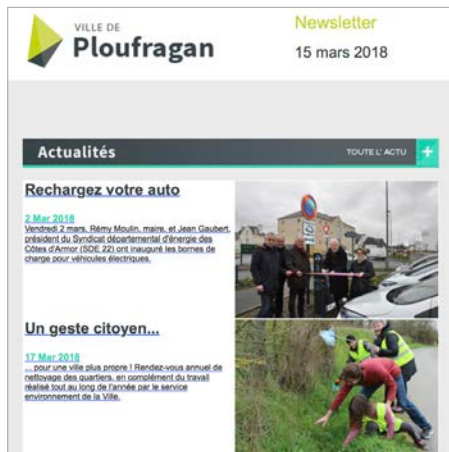 VILLE DE
Ploufragan
Newsletter
15 mars 2018
Actualités
TOUTE L' ACTU +
Rechargez votre auto
2 Mar 2018
Vendredi 2 mars, Rémy Moulin, maire, et Jean Gaubert,
président du Syndicat départemental d'énergie des
Côtes d'Armor (SDE 22) ont inauguré les bornes de
charge pour véhicules électriques.
Un geste citoyen...
17 Mar 2018
... pour une ville plus propre ! Rendez-vous annuel de
nettoyage des quartiers, en complément du travail
réalisé tout au long de l'année par le service
environnement de la Ville.